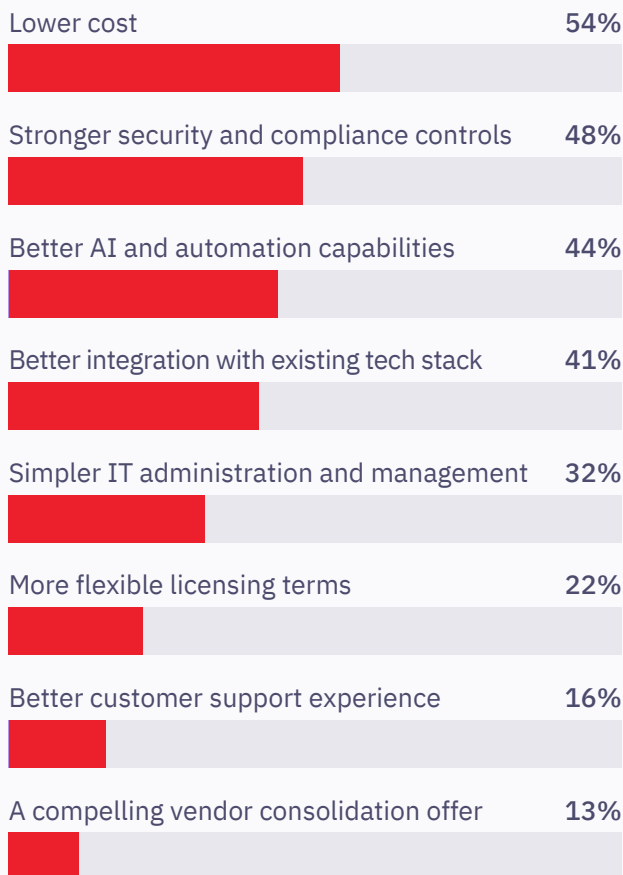 Lower cost 54%
Stronger security and compliance controls 48%
Better AI and automation capabilities 44%
Better integration with existing tech stack 41%
Simpler IT administration and management 32%
More flexible licensing terms 22%
Better customer support experience 16%
A compelling vendor consolidation offer 13%